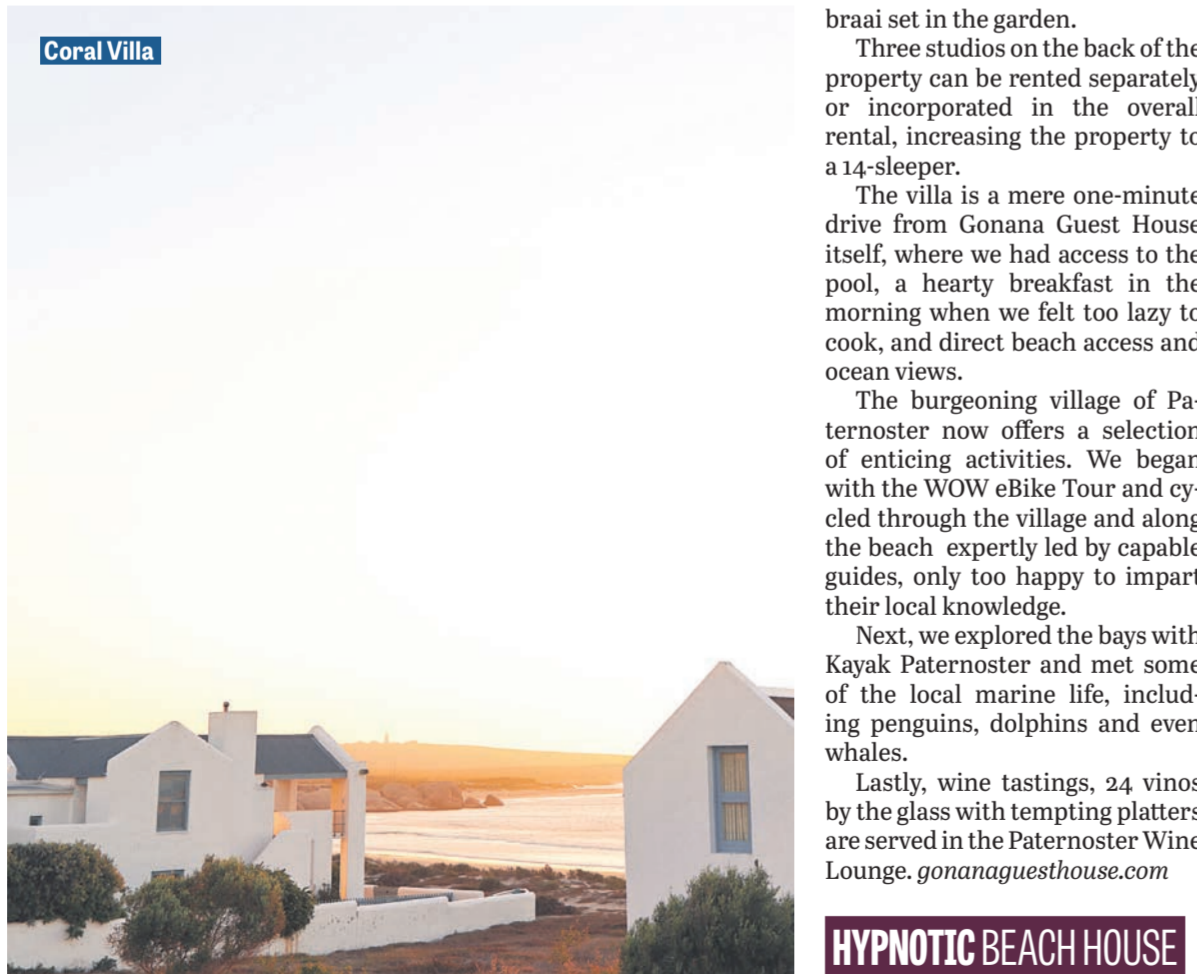 Coral Villa
braai set in the garden.
Three studios on the back of the
property can be rented separately
or incorporated in the overall
rental, increasing the property to
a 14-sleeper.
The villa is a mere one-minute
drive from Gonana Guest House
itself, where we had access to the
pool, a hearty breakfast in the
morning when we felt too lazy to
cook, and direct beach access and
ocean views.
The burgeoning village of Pa-
ternoster now offers a selection
of enticing activities. We began
with the WOW eBike Tour and cy-
cled through the village and along
the beach expertly led by capable
guides, only too happy to impart
their local knowledge.
Next, we explored the bays with
Kayak Paternoster and met some
of the local marine life, includ-
ing penguins, dolphins and even
whales.
Lastly, wine tastings, 24 vinos
by the glass with tempting platters
are served in the Paternoster Wine
Lounge. gonanaguesthouse.com
HYPNOTIC BEACH HOUSE